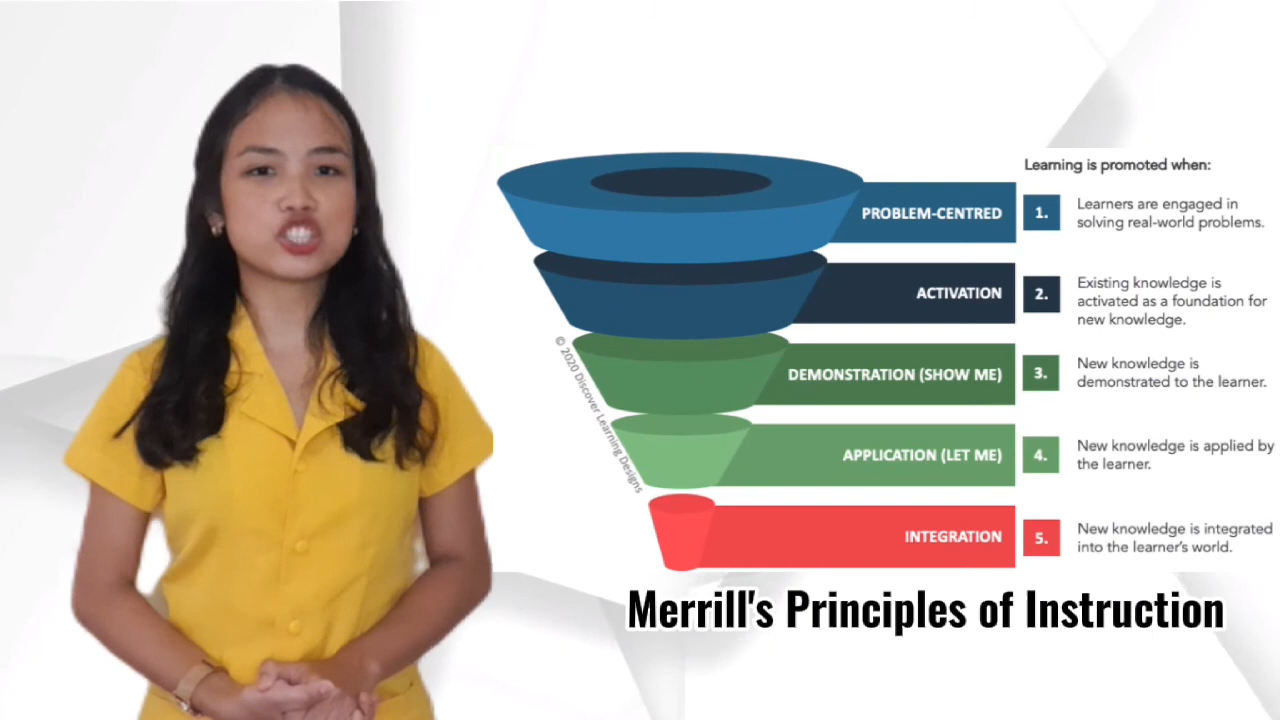 Learning is promoted when:
PROBLEM-CENTRED
1.
Learners are engaged in
solving real-world problems.
ACTIVATION
2.
Existing knowledge is
activated as a foundation for
new knowledge.
DEMONSTRATION (SHOW ME)
3.
New knowledge is
demonstrated to the learner.
APPLICATION (LET ME)
4.
New knowledge is applied by
the learner.
INTEGRATION
5.
New knowledge is integrated
into the learner's world.
© 2020 Discover Learning Designs
Merrill's Principles of Instruction